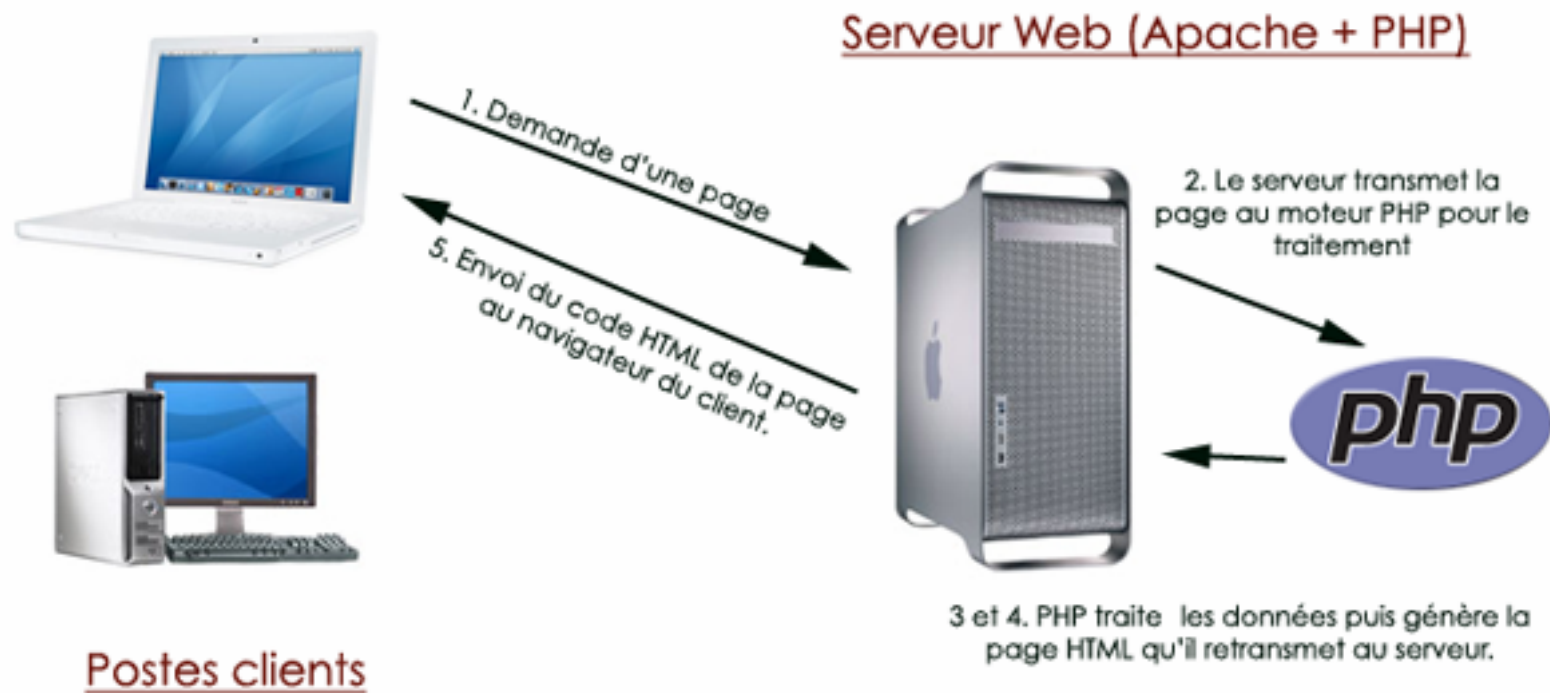 Serveur Web (Apache + PHP)
1. Demande d'une page
2. Le serveur transmet la
page au moteur PHP pour le
traitement
5. Envoi du code HTML de la page
au navigateur du client.
php
3 et 4. PHP traite les données puis génère la
page HTML qu'il retransmet au serveur.
Postes clients